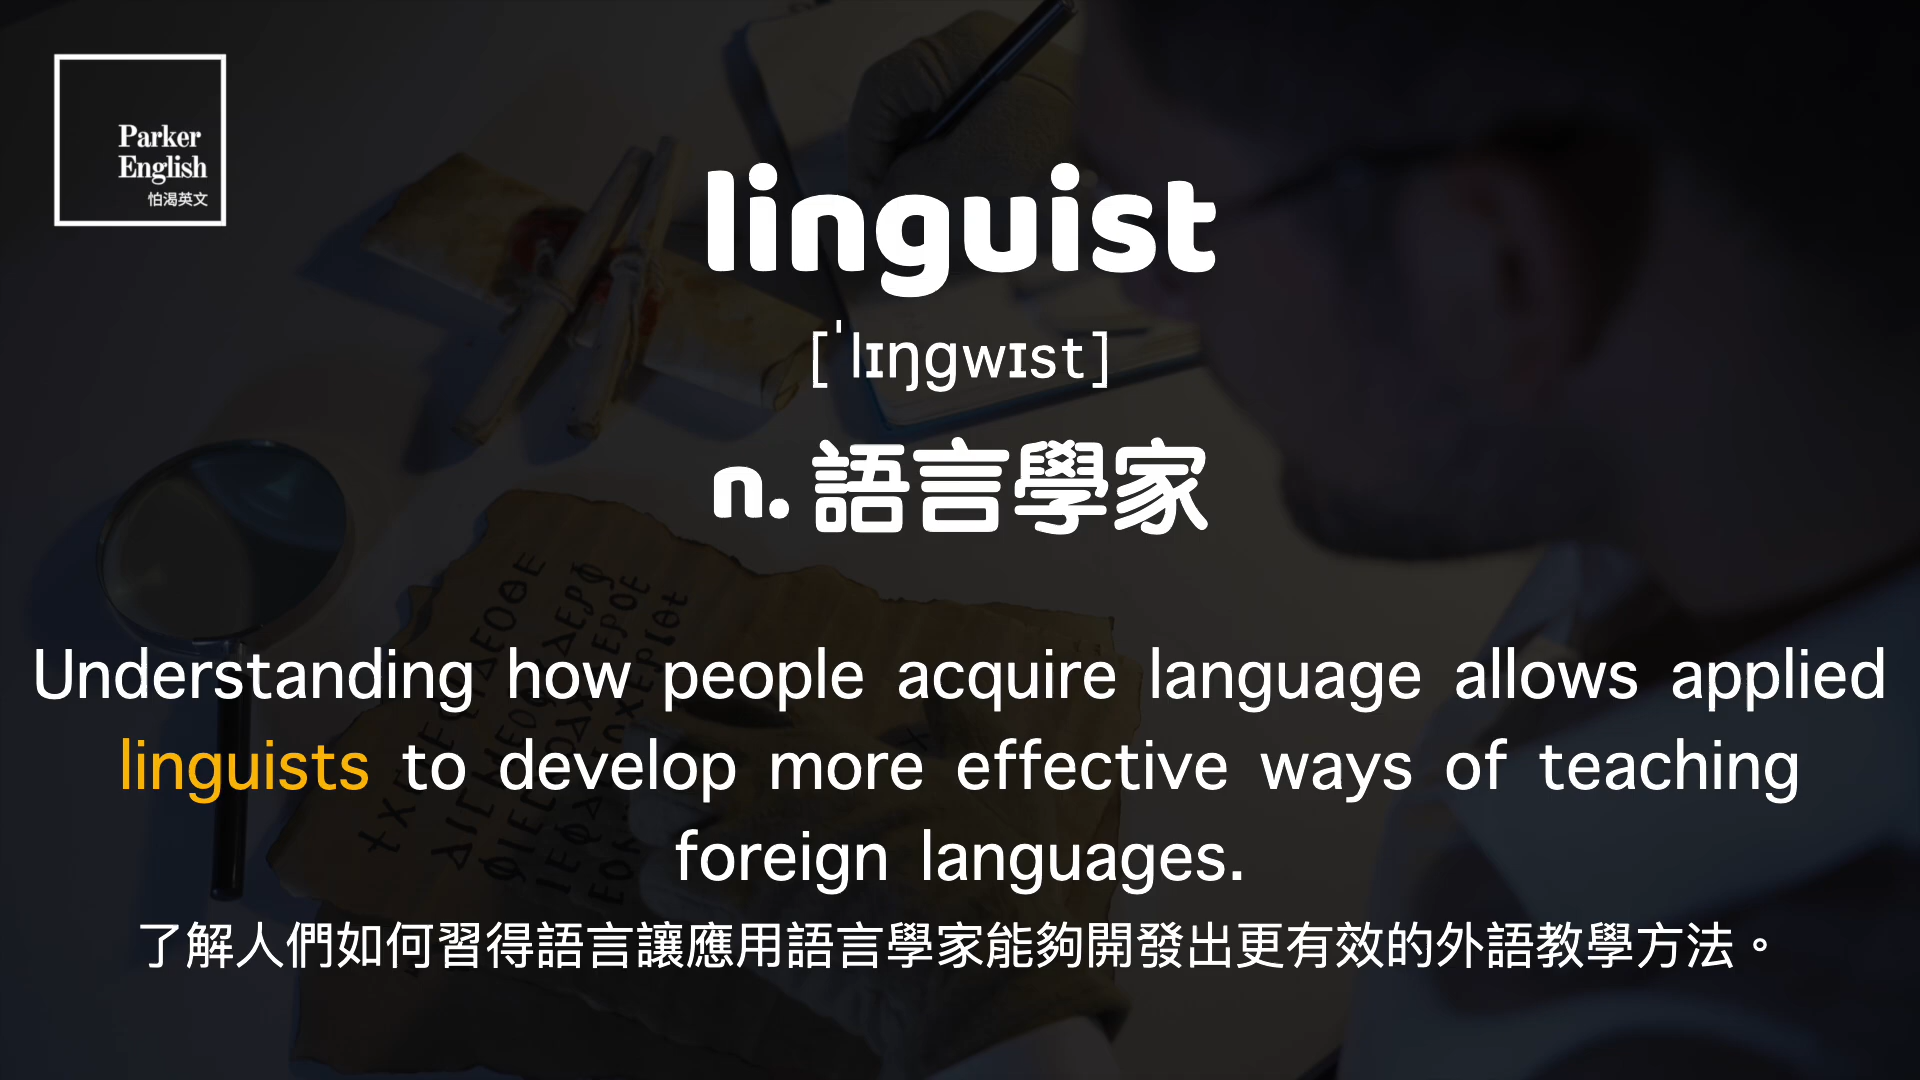 Parker
English
怕渴英文
linguist
[ˈlɪŋgwɪst]
n. 語言學家
Understanding how people acquire language allows applied
linguists to develop more effective ways of teaching
foreign languages.
了解人們如何習得語言讓應用語言學家能夠開發出更有效的外語教學方法。